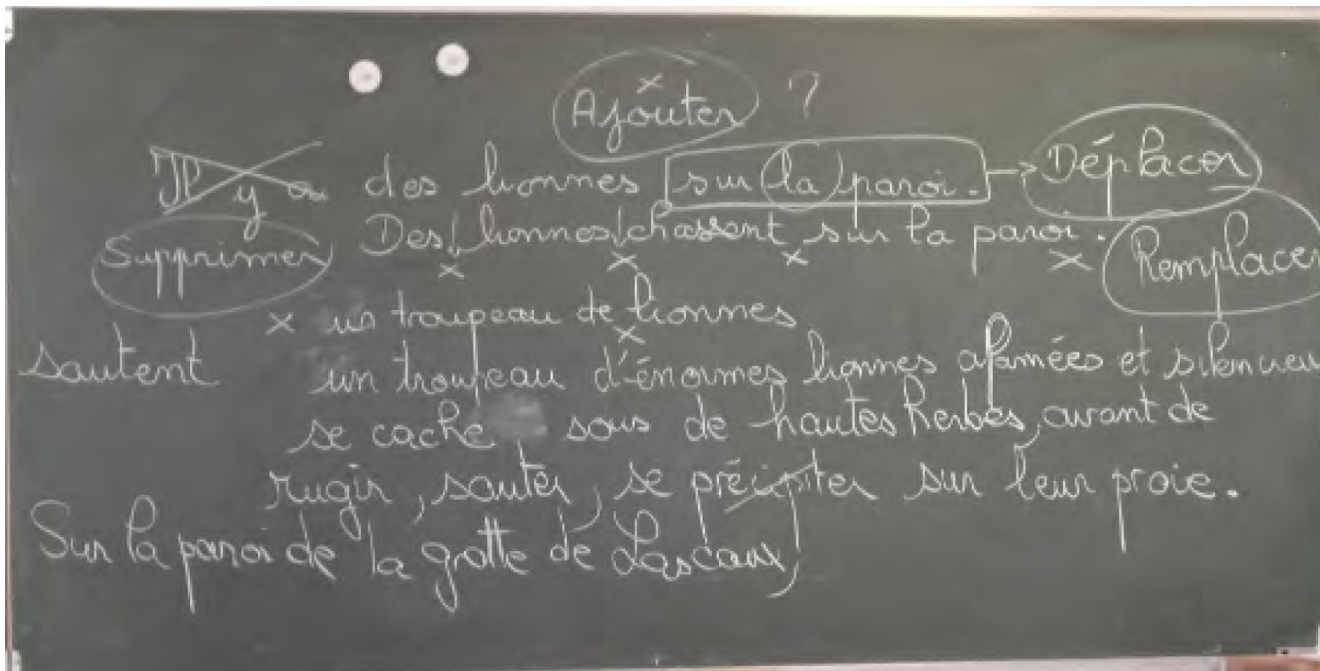 Ajouter ?
Il y a des lionnes sur la paroi. → Déplacer
Supprimer Des lionnes chassent sur la paroi. Remplacer
un troupeau de lionnes
sautent un troupeau d'énormes lionnes afamées et silencieu
se cache sous de hautes herbes, avant de
rugir, sauter, se précipiter sur leur proie.
Sur la paroi de la grotte de Lascaux,